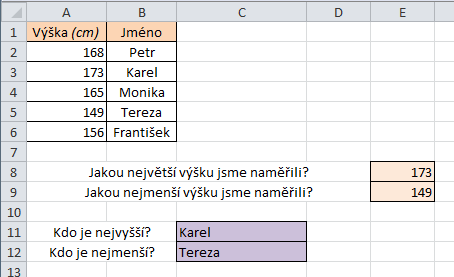 A B C D E
1 Výška (cm) Jméno
2 168 Petr
3 173 Karel
4 165 Monika
5 149 Tereza
6 156 František
7
8 Jakou největší výšku jsme naměřili? 173
9 Jakou nejmenší výšku jsme naměřili? 149
10
11 Kdo je nejvyšší? Karel
12 Kdo je nejmenší? Tereza
13